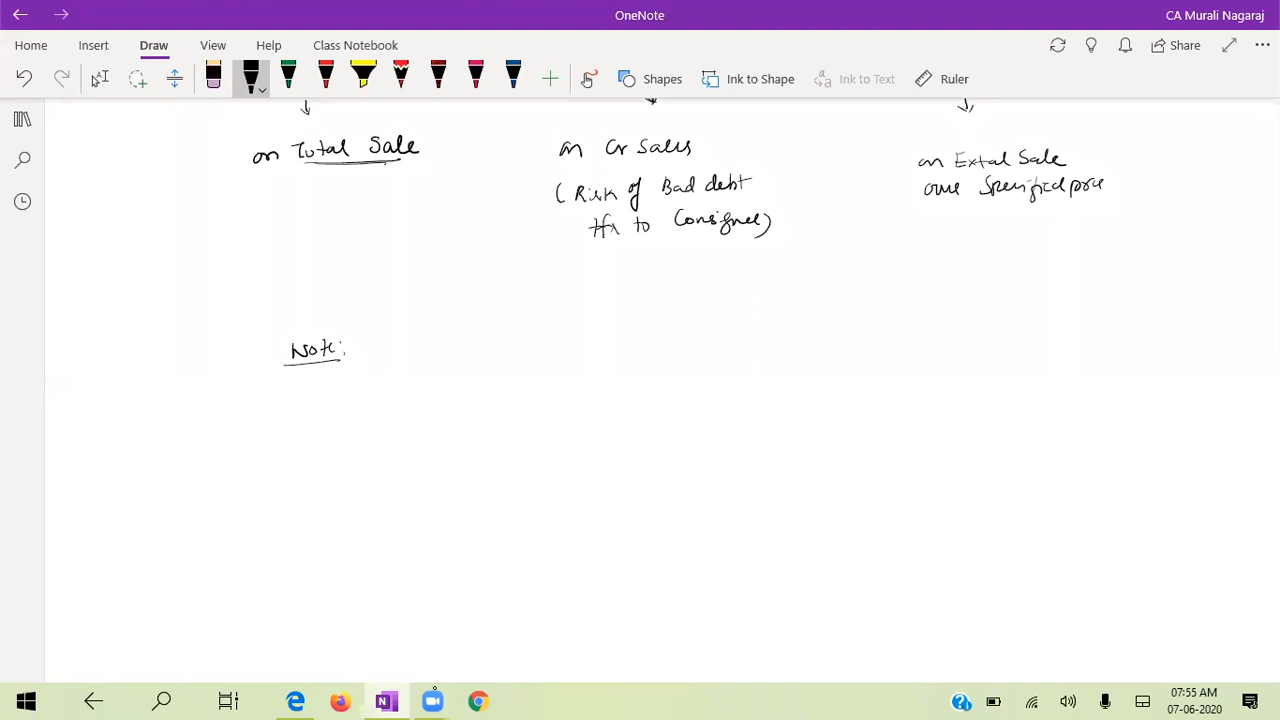 OneNote
CA Murali Nagaraj
Home Insert Draw View Help Class Notebook
Share
Shapes
Ink to Shape
Ink to Text
Ruler
on Total Sale
on Cr Sales
(Risk of Bad debt
tfr to Consignee)
on Extal Sale
over Specified price
Note:
07:55 AM
07-06-2020